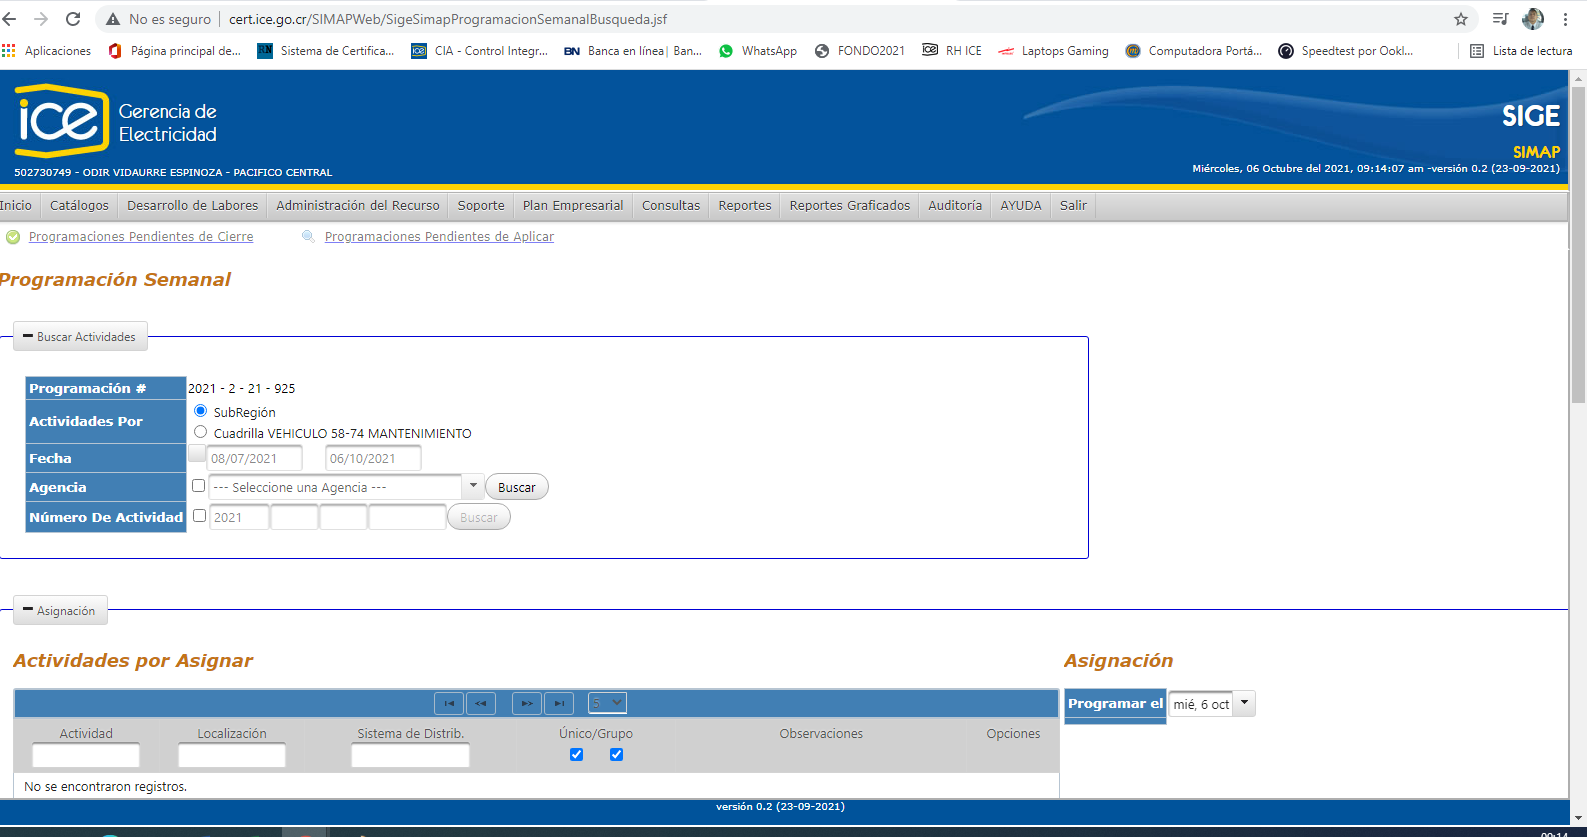 No es seguro | cert.ice.go.cr/SIMAPWeb/SigeSimapProgramacionSemanalBusqueda.jsf
Aplicaciones Página principal de... Sistema de Certifica... CIA - Control Integr... Banca en línea| Ban... WhatsApp FONDO2021 RH ICE Laptops Gaming Computadora Portá... Speedtest por Ookl... Lista de lectura
ice Gerencia de
Electricidad
SIGE
SIMAP
502730749 - ODIR VIDAURRE ESPINOZA - PACIFICO CENTRAL
Miércoles, 06 Octubre del 2021, 09:14:07 am -versión 0.2 (23-09-2021)
Inicio Catálogos Desarrollo de Labores Administración del Recurso Soporte Plan Empresarial Consultas Reportes Reportes Graficados Auditoría AYUDA Salir
Programaciones Pendientes de Cierre Programaciones Pendientes de Aplicar
Programación Semanal
Buscar Actividades
Programación # 2021 - 2 - 21 - 925
Actividades Por SubRegión
Cuadrilla VEHICULO 58-74 MANTENIMIENTO
Fecha 08/07/2021 06/10/2021
Agencia --- Seleccione una Agencia --- Buscar
Número De Actividad 2021 Buscar
Asignación
Actividades por Asignar
Asignación
5
Programar el mié, 6 oct
Actividad Localización Sistema de Distrib. Único/Grupo Observaciones Opciones
No se encontraron registros.
versión 0.2 (23-09-2021)
09:14